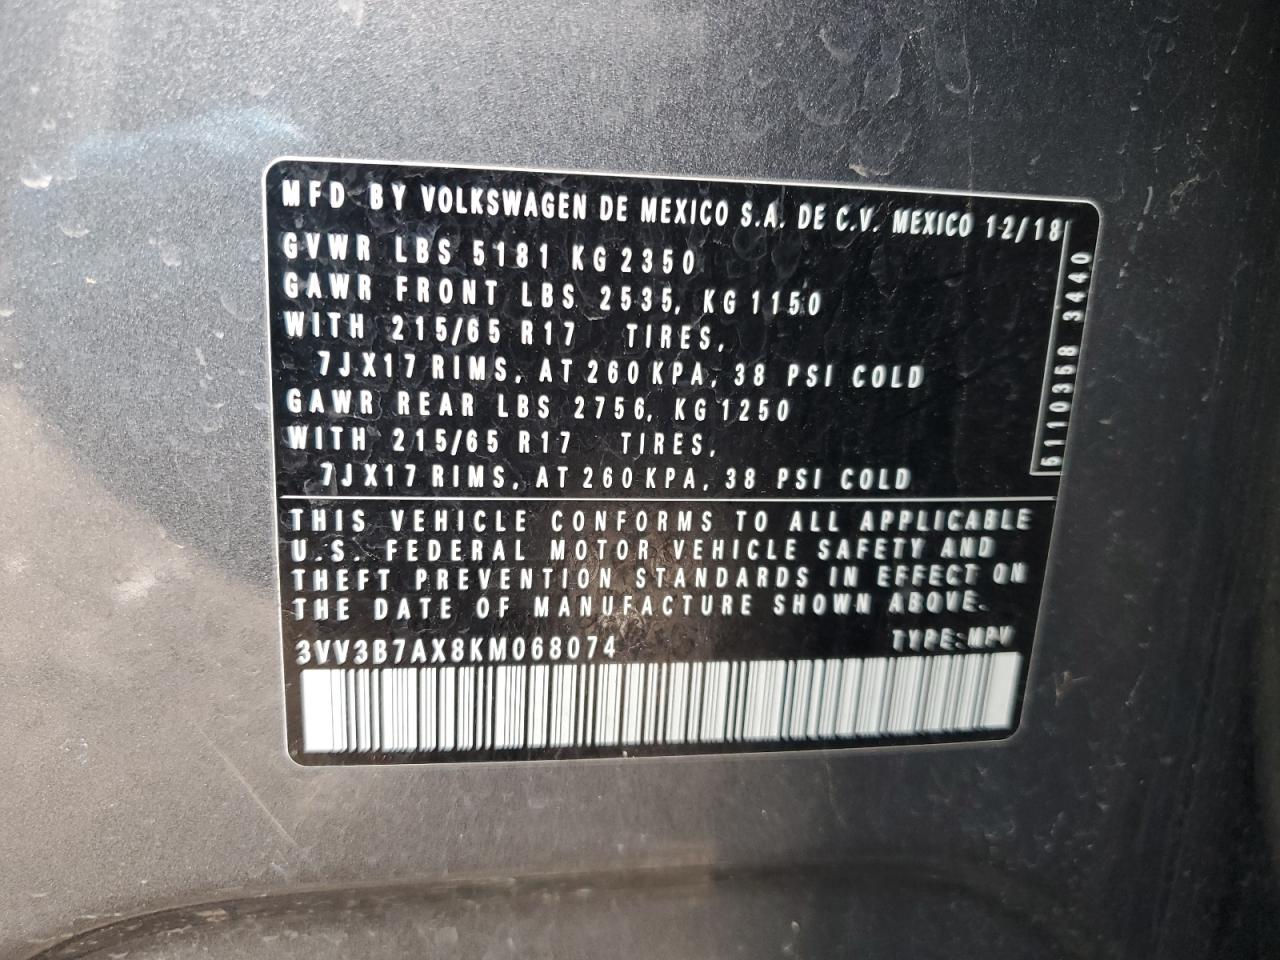 MFD BY VOLKSWAGEN DE MEXICO S.A. DE C.V. MEXICO 12/18
GVWR LBS 5181 KG 2350
GAWR FRONT LBS 2535, KG 1150
WITH 215/65 R17 TIRES,
7JX17 RIMS, AT 260 KPA, 38 PSI COLD
GAWR REAR LBS 2756, KG 1250
WITH 215/65 R17 TIRES,
7JX17 RIMS, AT 260 KPA, 38 PSI COLD
5110358 3440
THIS VEHICLE CONFORMS TO ALL APPLICABLE
U.S. FEDERAL MOTOR VEHICLE SAFETY AND
THEFT PREVENTION STANDARDS IN EFFECT ON
THE DATE OF MANUFACTURE SHOWN ABOVE.
3VV3B7AX8KM068074 TYPE:MPV